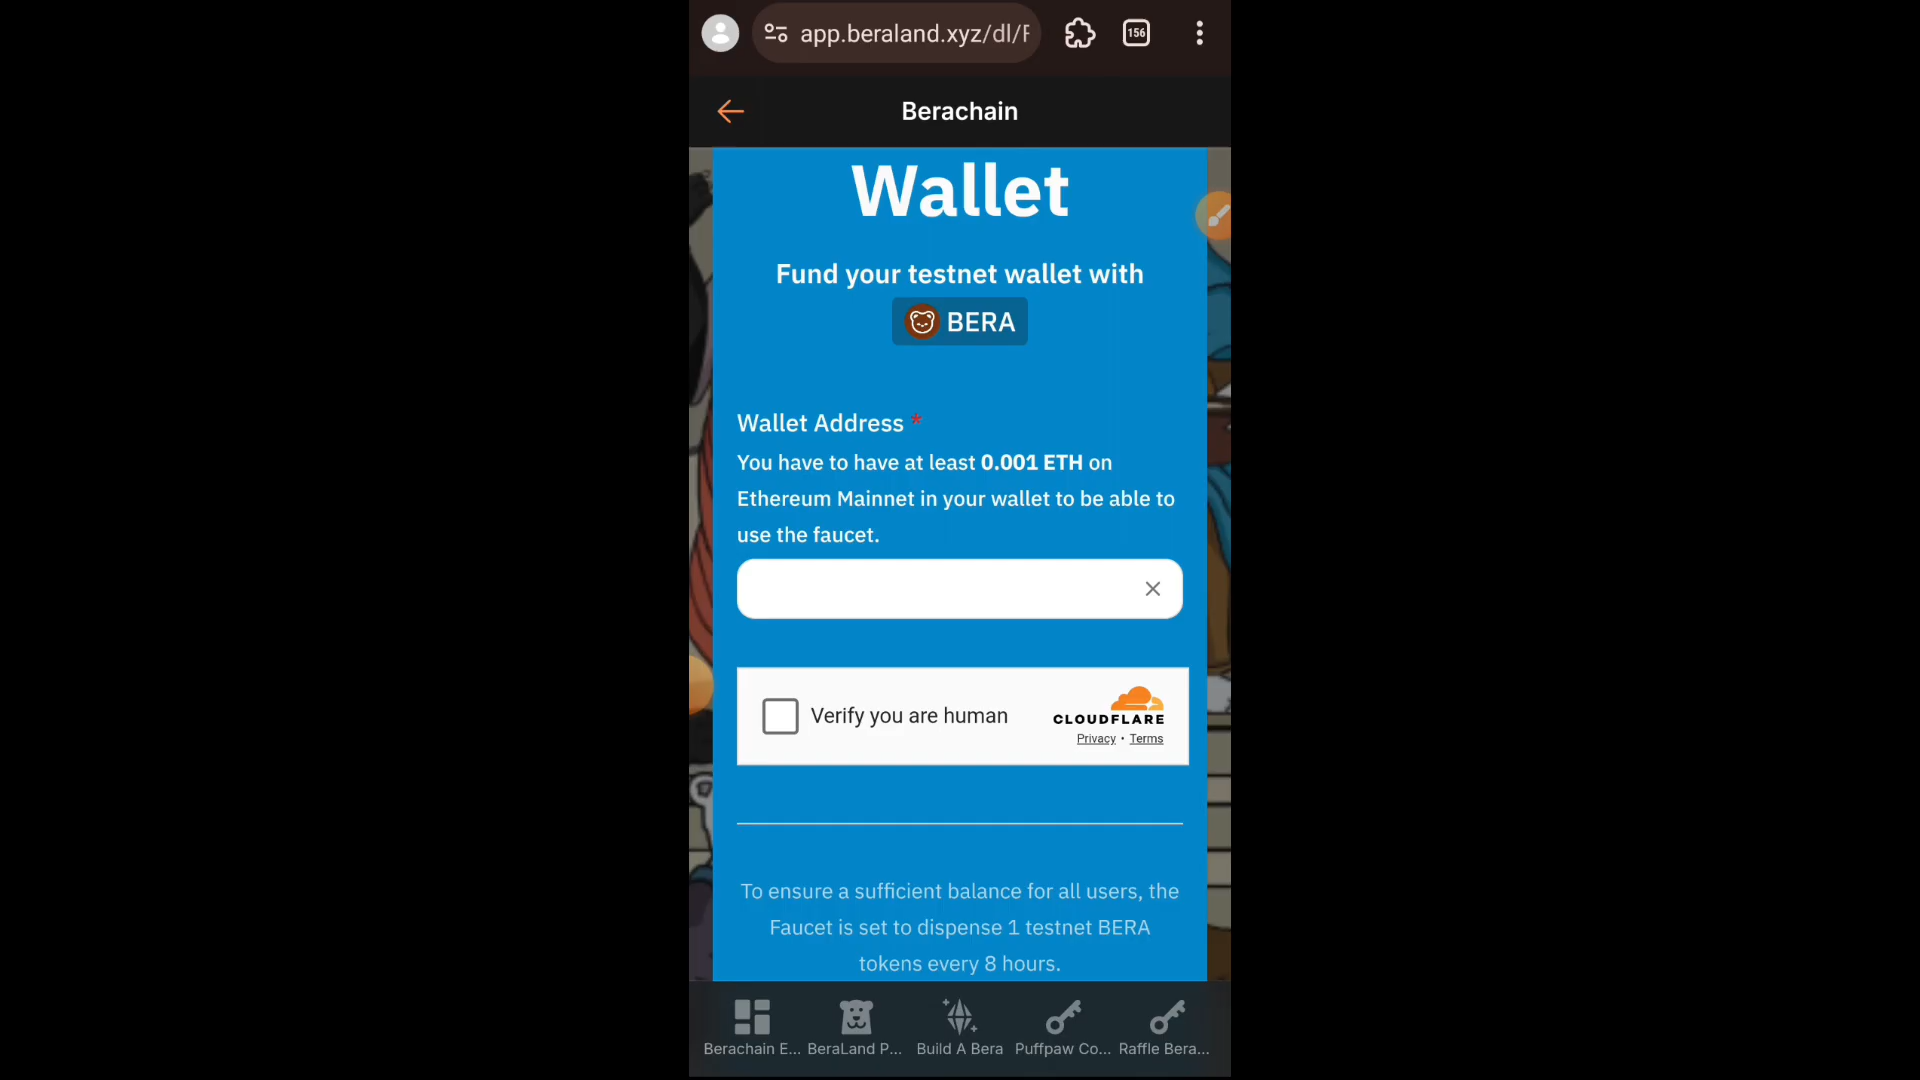 app.beraland.xyz/dl/F
156
Berachain
Wallet
Fund your testnet wallet with
BERA
Wallet Address *
You have to have at least 0.001 ETH on
Ethereum Mainnet in your wallet to be able to
use the faucet.
Verify you are human
CLOUDFLARE
Privacy • Terms
To ensure a sufficient balance for all users, the
Faucet is set to dispense 1 testnet BERA
tokens every 8 hours.
Berachain E... BeraLand P... Build A Bera Puffpaw Co... Raffle Bera...